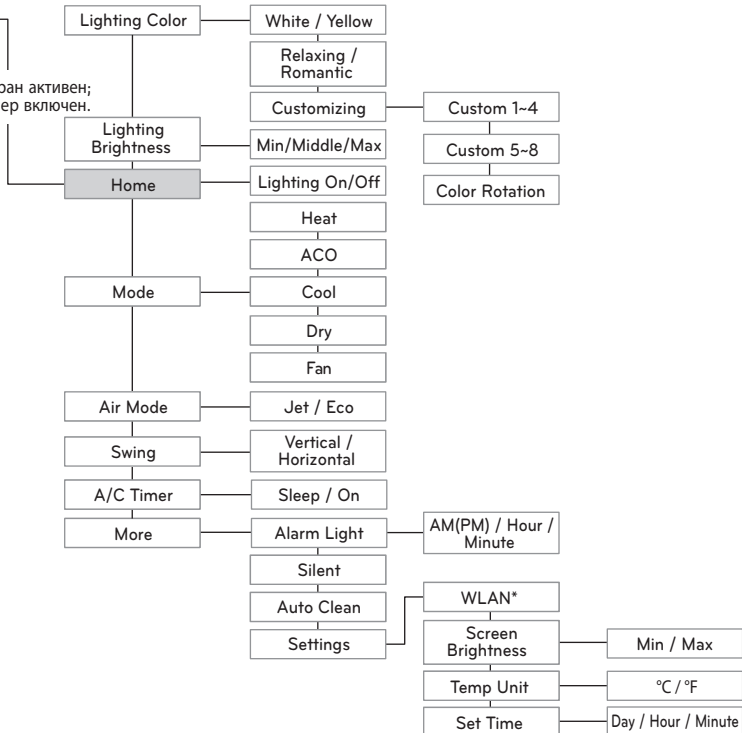 Lighting Color
White / Yellow
Relaxing /
Romantic
активен;
включен.
Customizing
Custom 1~4
Lighting
Brightness
Min/Middle/Max
Custom 5~8
Home
Lighting On/Off
Color Rotation
Heat
ACO
Mode
Cool
Dry
Fan
Air Mode
Jet / Eco
Swing
Vertical /
Horizontal
A/C Timer
Sleep / On
More
Alarm Light
AM(PM) / Hour /
Minute
Silent
Auto Clean
WLAN*
Settings
Screen
Brightness
Min / Max
Temp Unit
°C / °F
Set Time
Day / Hour / Minute